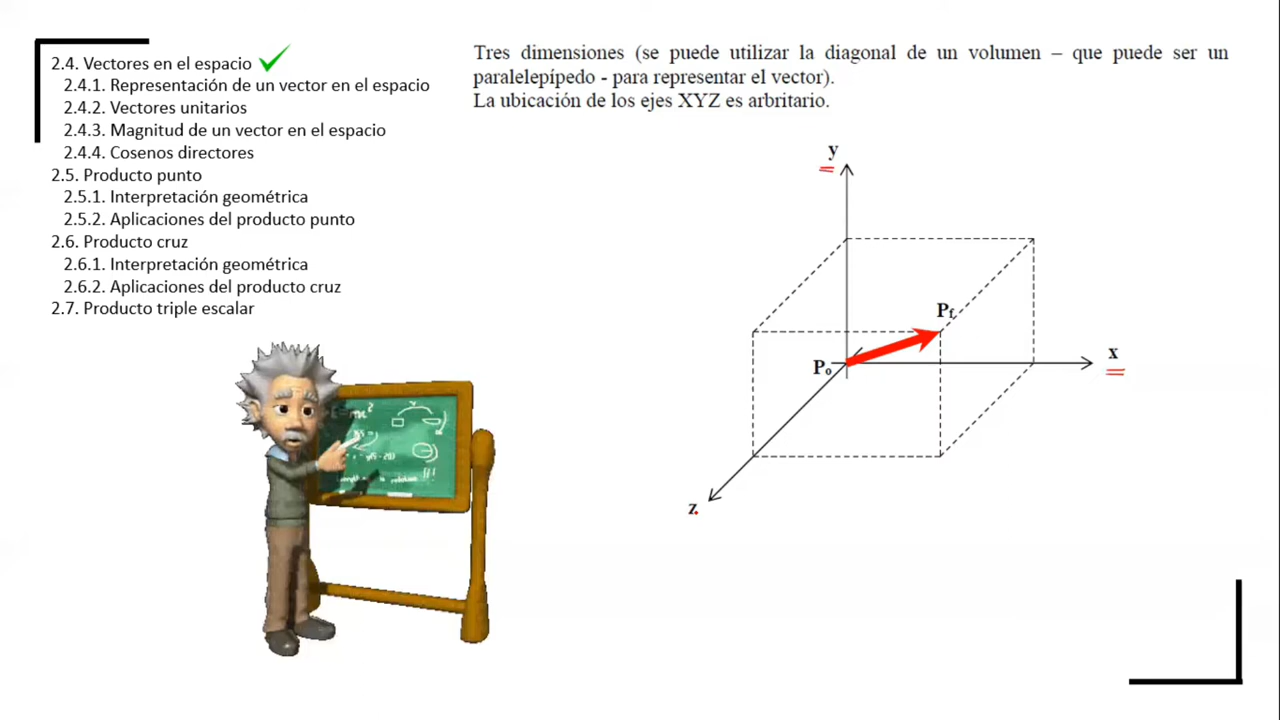 2.4. Vectores en el espacio
2.4.1. Representación de un vector en el espacio
2.4.2. Vectores unitarios
2.4.3. Magnitud de un vector en el espacio
2.4.4. Cosenos directores
2.5. Producto punto
2.5.1. Interpretación geométrica
2.5.2. Aplicaciones del producto punto
2.6. Producto cruz
2.6.1. Interpretación geométrica
2.6.2. Aplicaciones del producto cruz
2.7. Producto triple escalar
Tres dimensiones (se puede utilizar la diagonal de un volumen – que puede ser un
paralelepípedo - para representar el vector).
La ubicación de los ejes XYZ es arbritario.
y
Pf
x
Po
z